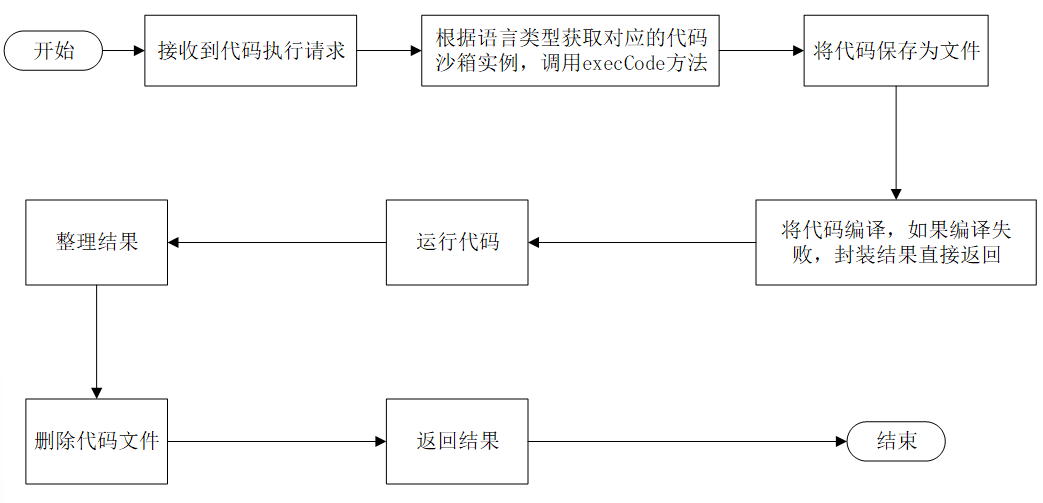 开始
接收到代码执行请求
根据语言类型获取对应的代码
沙箱实例，调用execCode方法
将代码保存为文件
将代码编译，如果编译失
败，封装结果直接返回
运行代码
整理结果
删除代码文件
返回结果
结束